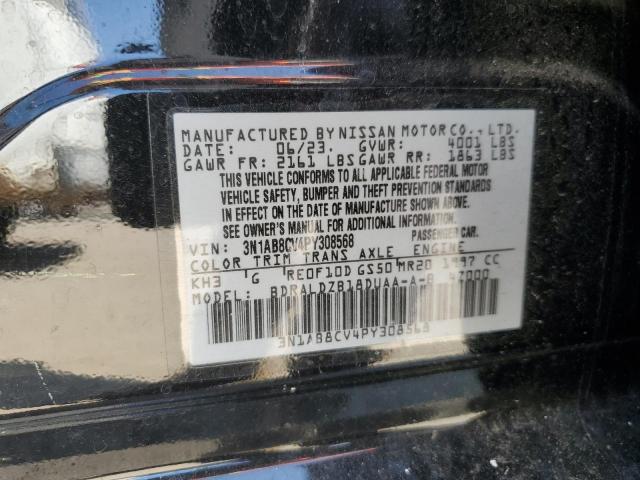 MANUFACTURED BY NISSAN MOTOR CO., LTD.
DATE: 06/23. GVWR: 4001 LBS
GAWR FR: 2161 LBS GAWR RR: 1863 LBS
THIS VEHICLE CONFORMS TO ALL APPLICABLE FEDERAL MOTOR
VEHICLE SAFETY, BUMPER AND THEFT PREVENTION STANDARDS
IN EFFECT ON THE DATE OF MANUFACTURE SHOWN ABOVE.
SEE OWNER'S MANUAL
VIN: 3N1AB8CV4PY308568 PASSENGER CAR.
COLOR TRIM TRANS AXLE ENGINE
KH3 G RE0F10D GS50 MR20 1997 CC
MODEL: BDRALDZB18DUAA-A-B 47000
3N1AB8CV4PY308568